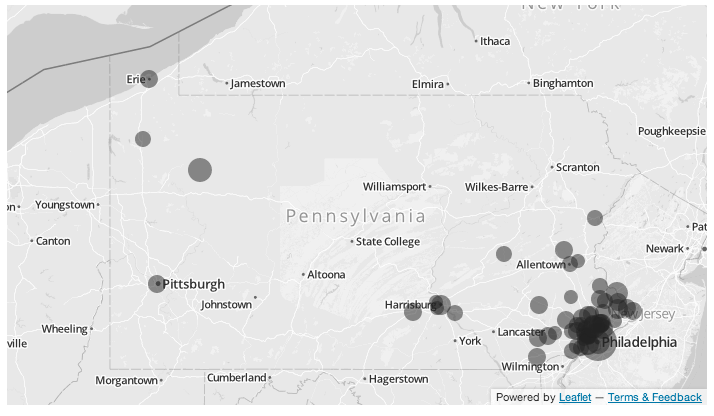 New York
Ithaca
Erie
Jamestown
Elmira
Binghamton
Poughkeepsie
Scranton
Williamsport
Wilkes-Barre
Youngstown
Pennsylvania
State College
Canton
Newark
Allentown
Altoona
Pittsburgh
Johnstown
Harrisburg
Jersey
Wheeling
Lancaster
York
Philadelphia
Wilmington
Morgantown
Cumberland
Hagerstown
Powered by Leaflet — Terms & Feedback